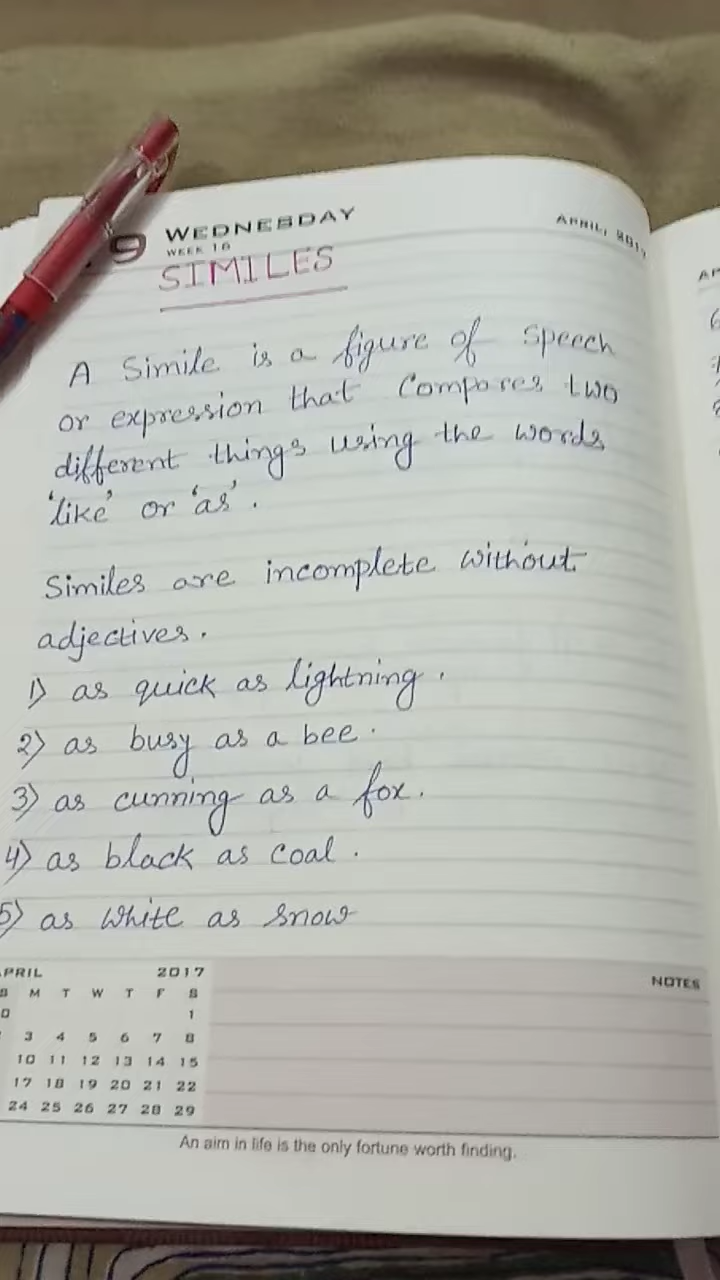 9 WEDNESDAY
WEEK 16
APRIL, 2017
SIMILES
A Simile is a figure of speech
or expression that compares two
different things using the words
'like' or 'as'.
Similes are incomplete without
adjectives.
1) as quick as lightning.
2) as busy as a bee.
3) as cunning as a fox.
4) as black as coal.
5) as white as snow
APRIL 2017
S M T W T F S
1
3 4 5 6 7 8
10 11 12 13 14 15
17 18 19 20 21 22
24 25 26 27 28 29
NOTES
An aim in life is the only fortune worth finding.